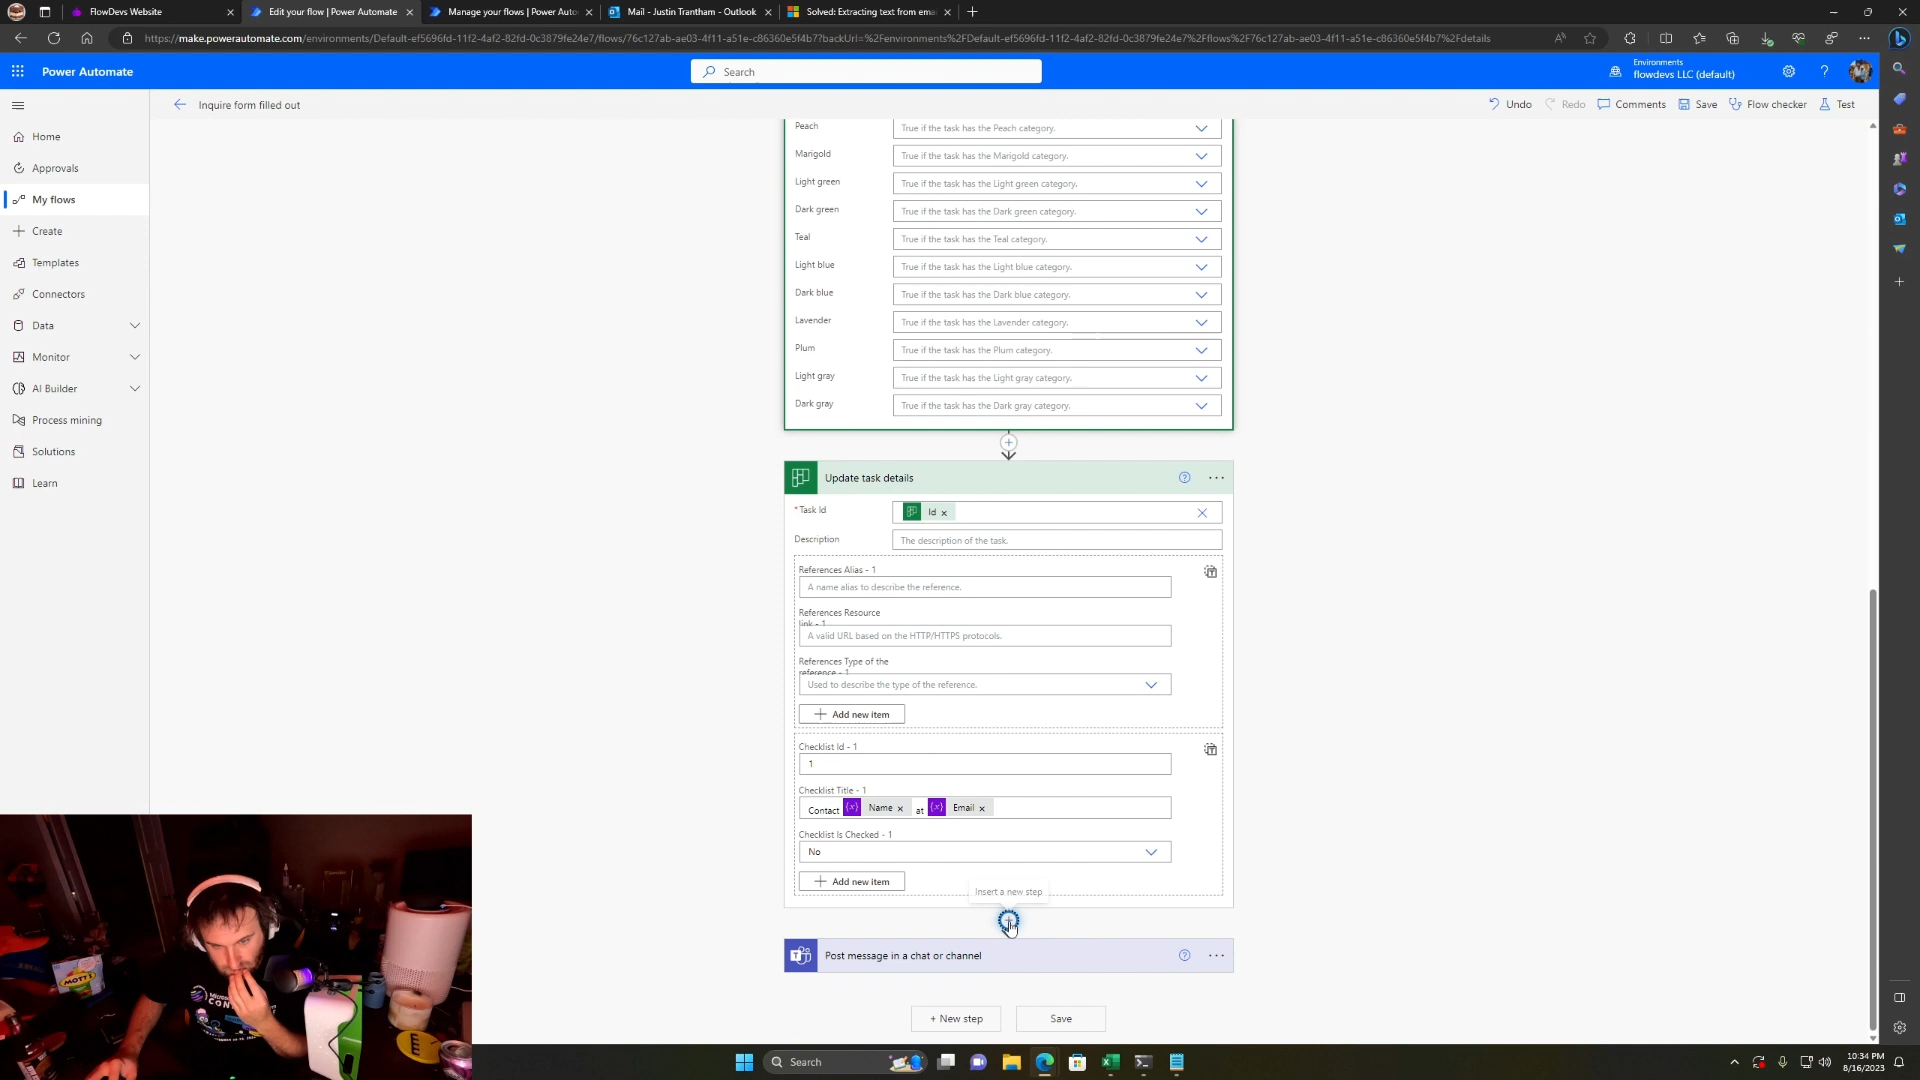 FlowDevs Website
Edit your flow | Power Automate
Manage your flows | Power Auto
Mail - Justin Trantham - Outlook
Solved: Extracting text from ema
https://make.powerautomate.com/environments/Default-ef5696fd-11f2-4af2-82fd-0c3879fe24e7/flows/76c127ab-ae03-4f11-a51e-c86360e5f4b7?backUrl=%2Fenvironments%2FDefault-ef5696fd-11f2-4af2-82fd-0c3879fe24e7%2Fflows%2F76c127ab-ae03-4f11-a51e-c86360e5f4b7%2Fdetails
Power Automate
Search
Environments
flowdevs LLC (default)
Inquire form filled out
Undo
Redo
Comments
Save
Flow checker
Test
Home
Approvals
My flows
Create
Templates
Connectors
Data
Monitor
AI Builder
Process mining
Solutions
Learn
Peach
True if the task has the Peach category.
Marigold
True if the task has the Marigold category.
Light green
True if the task has the Light green category.
Dark green
True if the task has the Dark green category.
Teal
True if the task has the Teal category.
Light blue
True if the task has the Light blue category.
Dark blue
True if the task has the Dark blue category.
Lavender
True if the task has the Lavender category.
Plum
True if the task has the Plum category.
Light gray
True if the task has the Light gray category.
Dark gray
True if the task has the Dark gray category.
Update task details
*Task Id
Id
Description
The description of the task.
References Alias - 1
A name alias to describe the reference.
References Resource
link - 1
A valid URL based on the HTTP/HTTPS protocols.
References Type of the
reference - 1
Used to describe the type of the reference.
Add new item
Checklist Id - 1
1
Checklist Title - 1
Contact Name at Email
Checklist Is Checked - 1
No
Add new item
Insert a new step
Post message in a chat or channel
+ New step
Save
MOTT'S
Search
10:34 PM
8/16/2023